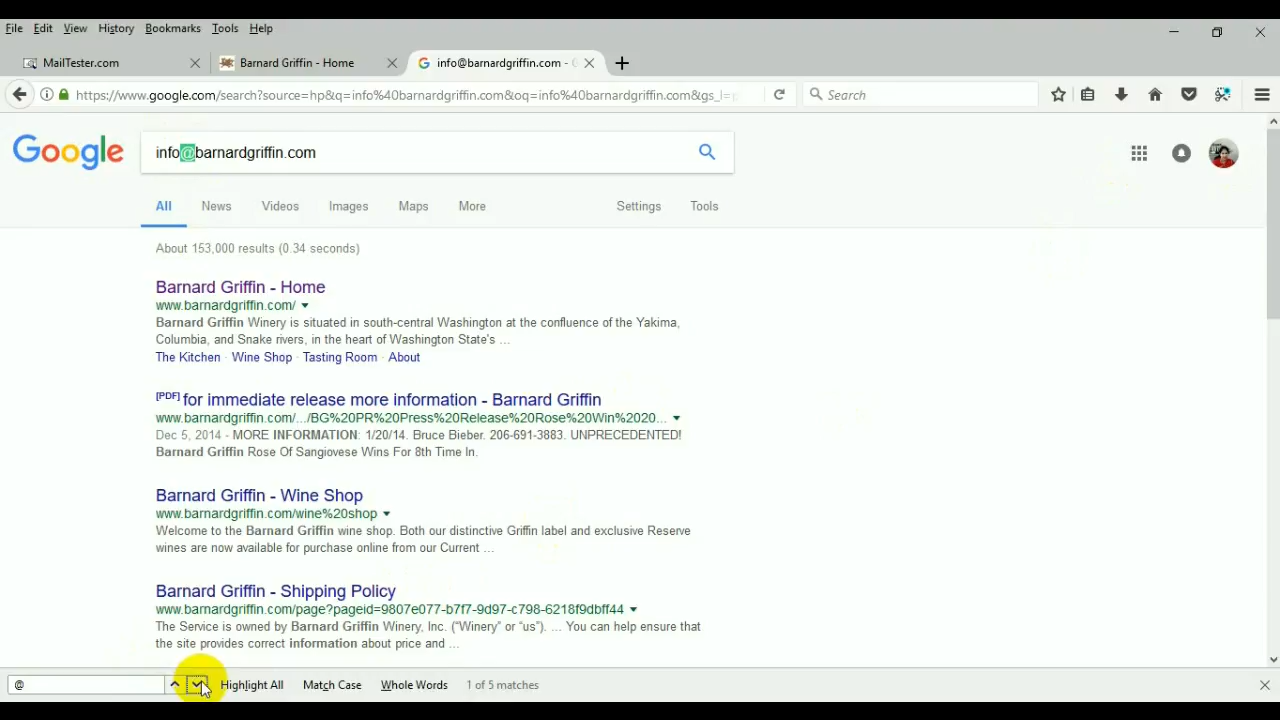 File Edit View History Bookmarks Tools Help
MailTester.com Barnard Griffin - Home info@barnardgriffin.com - G
https://www.google.com/search?source=hp&q=info%40barnardgriffin.com&oq=info%40barnardgriffin.com&gs_l= Search
Google info@barnardgriffin.com
All News Videos Images Maps More Settings Tools
About 153,000 results (0.34 seconds)
Barnard Griffin - Home
www.barnardgriffin.com/
Barnard Griffin Winery is situated in south-central Washington at the confluence of the Yakima,
Columbia, and Snake rivers, in the heart of Washington State's ...
The Kitchen · Wine Shop · Tasting Room · About
[PDF] for immediate release more information - Barnard Griffin
www.barnardgriffin.com/.../BG%20PR%20Press%20Release%20Rose%20Win%2020...
Dec 5, 2014 - MORE INFORMATION: 1/20/14. Bruce Bieber. 206-691-3883. UNPRECEDENTED!
Barnard Griffin Rose Of Sangiovese Wins For 8th Time In.
Barnard Griffin - Wine Shop
www.barnardgriffin.com/wine%20shop
Welcome to the Barnard Griffin wine shop. Both our distinctive Griffin label and exclusive Reserve
wines are now available for purchase online from our Current ...
Barnard Griffin - Shipping Policy
www.barnardgriffin.com/page?pageid=9807e077-b7f7-9d97-c798-6218f9dbff44
The Service is owned by Barnard Griffin Winery, Inc. (“Winery” or “us”). ... You can help ensure that
the site provides correct information about price and ...
@ Highlight All Match Case Whole Words 1 of 5 matches